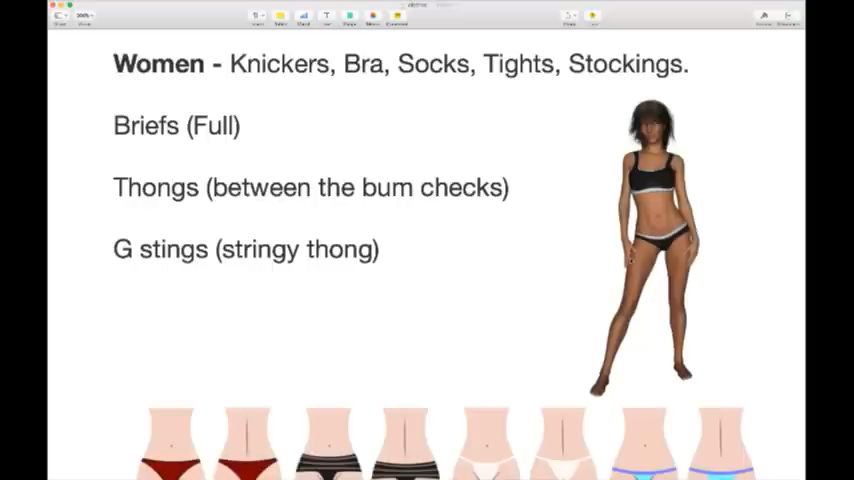 Women - Knickers, Bra, Socks, Tights, Stockings.
Briefs (Full)
Thongs (between the bum checks)
G stings (stringy thong)